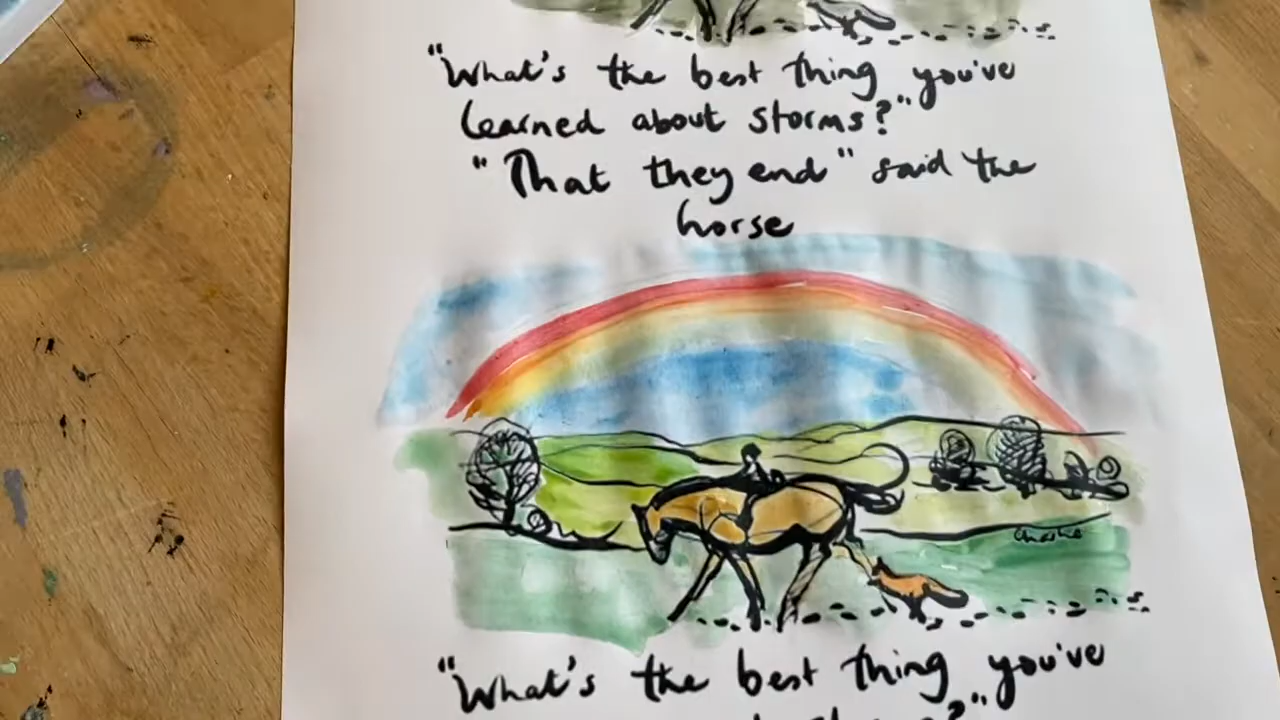 "What's the best thing you've
learned about storms?"
"That they end" said the
horse
Charlie
"What's the best thing you've